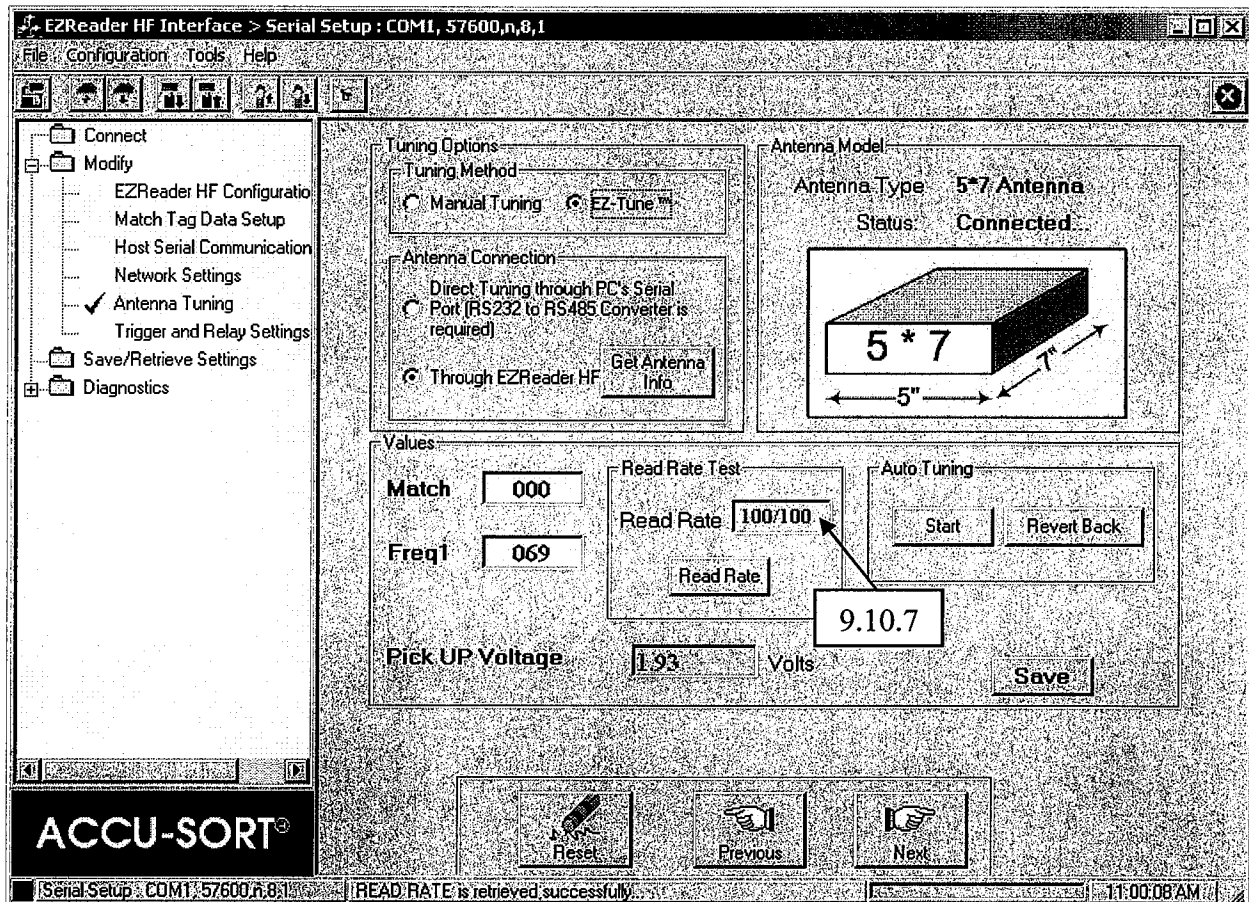 EZReader HF Interface > Serial Setup : COM1, 57600,n,8,1
File Configuration Tools Help
Connect
Modify
EZReader HF Configuratio
Match Tag Data Setup
Host Serial Communication
Network Settings
Antenna Tuning
Trigger and Relay Settings
Save/Retrieve Settings
Diagnostics
ACCU-SORT®
Tuning Options
Tuning Method
Manual Tuning
EZ-Tune ™
Antenna Connection
Direct Tuning through PC's Serial
Port (RS232 to RS485 Converter is
required)
Through EZReader HF
Get Antenna
Info
Antenna Model
Antenna Type 5*7 Antenna
Status: Connected...
5 * 7
7"
5"
Values
Match 000
Freq1 069
Read Rate Test
Read Rate 100/100
Read Rate
Auto Tuning
Start
Revert Back
9.10.7
Pick UP Voltage 1.93 Volts
Save
Reset
Previous
Next
Serial Setup : COM1, 57600,n,8,1
READ RATE is retrieved successfully...
11:00:08 AM